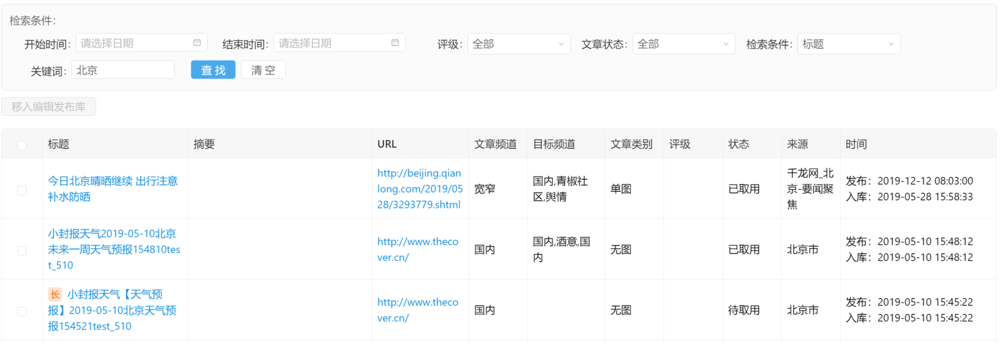 检索条件:
开始时间: 请选择日期 结束时间: 请选择日期 评级: 全部 文章状态: 全部 检索条件: 标题
关键词: 北京 查 找 清 空
移入编辑发布库
标题 摘要 URL 文章频道 目标频道 文章类别 评级 状态 来源 时间
今日北京晴晒继续 出行注意
补水防晒
http://beijing.qian
long.com/2019/05
28/3293779.shtml
宽窄
国内,青椒社
区,舆情
单图
已取用
千龙网_北
京-要闻聚
焦
发布：2019-12-12 08:03:00
入库：2019-05-28 15:58:33
小封报天气2019-05-10北京
未来一周天气预报154810tes
t_510
http://www.theco
ver.cn/
国内
国内,酒意,国
内
无图
已取用
北京市
发布：2019-05-10 15:48:12
入库：2019-05-10 15:48:12
长 小封报天气【天气预
报】2019-05-10北京天气预
报154521test_510
http://www.theco
ver.cn/
国内
无图
待取用
北京市
发布：2019-05-10 15:45:22
入库：2019-05-10 15:45:22